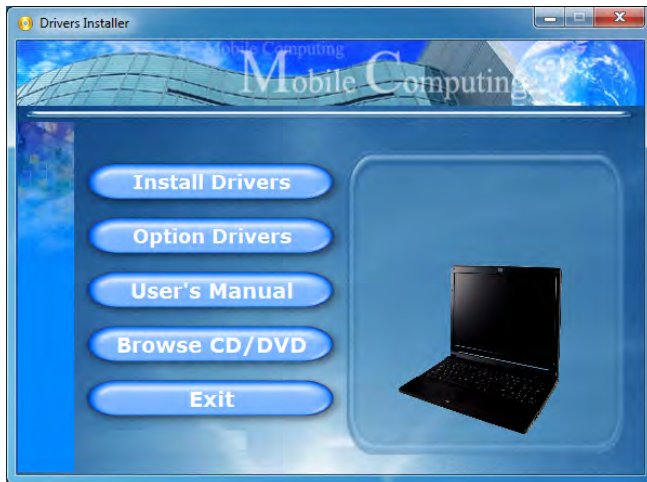 Drivers Installer
Mobile Computing
Mobile Computing
Install Drivers
Option Drivers
User's Manual
Browse CD/DVD
Exit